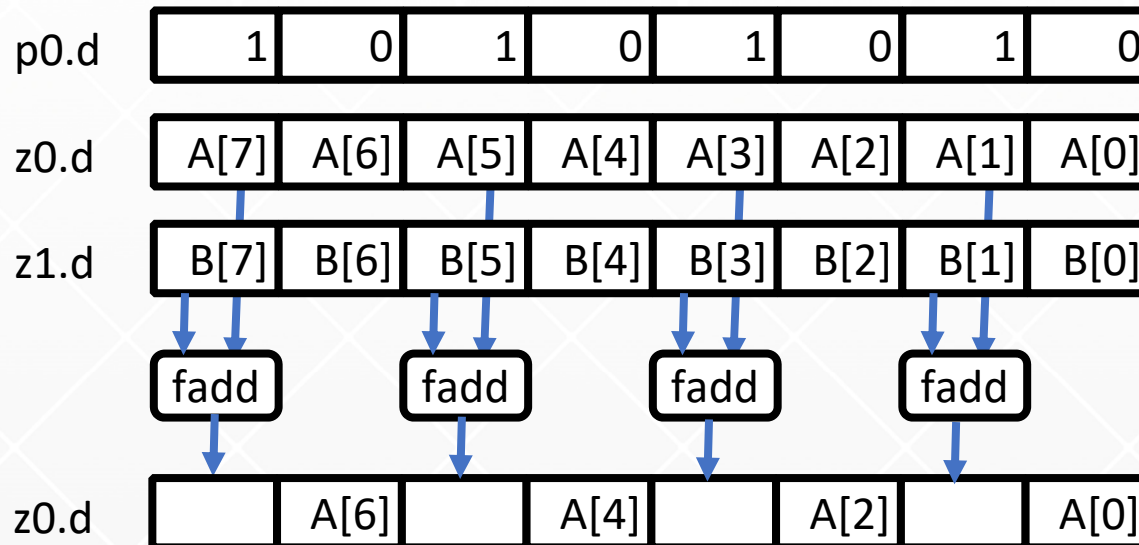 p0.d 1 0 1 0 1 0 1 0
z0.d A[7] A[6] A[5] A[4] A[3] A[2] A[1] A[0]
z1.d B[7] B[6] B[5] B[4] B[3] B[2] B[1] B[0]
fadd fadd fadd fadd
z0.d A[6] A[4] A[2] A[0]